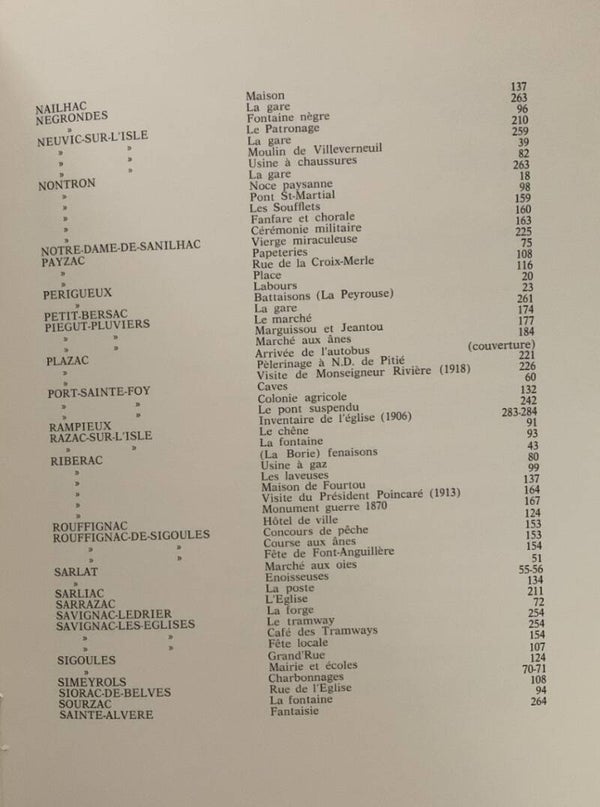 NAILHAC Maison 137
NEGRONDES La gare 263
» Fontaine nègre 96
NEUVIC-SUR-L'ISLE Le Patronage 210
» » La gare 259
» » Moulin de Villeverneuil 39
» » Usine à chaussures 82
NONTRON La gare 263
» Noce paysanne 18
» Pont St-Martial 98
» Les Soufflets 159
» Fanfare et chorale 160
» Cérémonie militaire 163
NOTRE-DAME-DE-SANILHAC Vierge miraculeuse 225
PAYZAC Papeteries 75
» Rue de la Croix-Merle 108
» Place 116
PERIGUEUX Labours 20
» Battaisons (La Peyrouse) 23
PETIT-BERSAC La gare 261
PIEGUT-PLUVIERS Le marché 174
» » Marguissou et Jeantou 177
» » Marché aux ânes 184
PLAZAC Arrivée de l'autobus (couverture)
» Pèlerinage à N.D. de Pitié 221
» Visite de Monseigneur Rivière (1918) 226
PORT-SAINTE-FOY Caves 60
» » Colonie agricole 132
» » Le pont suspendu 242
RAMPIEUX Inventaire de l'église (1906) 283-284
RAZAC-SUR-L'ISLE Le chêne 91
» » La fontaine 93
RIBERAC (La Borie) fenaisons 43
» Usine à gaz 80
» Les laveuses 99
» Maison de Fourtou 137
» Visite du Président Poincaré (1913) 164
» Monument guerre 1870 167
ROUFFIGNAC Hôtel de ville 124
ROUFFIGNAC-DE-SIGOULES Concours de pêche 153
» » Course aux ânes 153
» » Fête de Font-Anguillère 154
SARLAT Marché aux oies 51
» Enoisseuses 55-56
SARLIAC La poste 134
SARRAZAC L'Eglise 211
SAVIGNAC-LEDRIER La forge 72
SAVIGNAC-LES-EGLISES Le tramway 254
» » Café des Tramways 254
» » Fête locale 154
SIGOULES Grand'Rue 107
» Mairie et écoles 124
SIMEYROLS Charbonnages 70-71
SIORAC-DE-BELVES Rue de l'Eglise 108
SOURZAC La fontaine 94
SAINTE-ALVERE Fantaisie 264